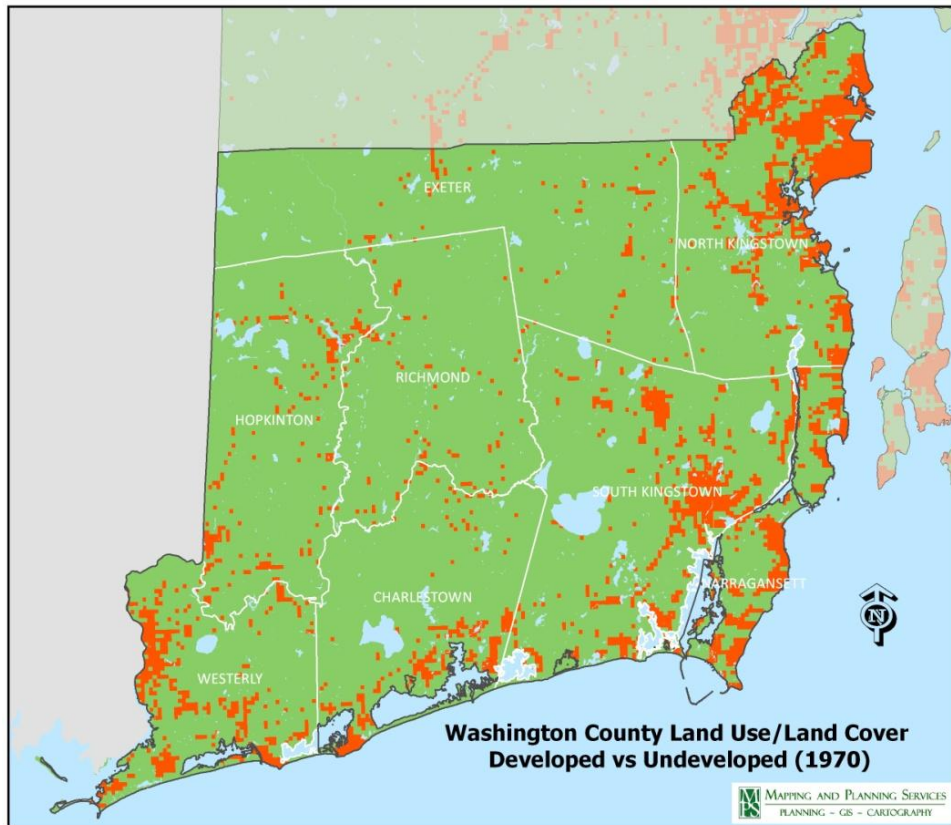 EXETER
NORTH KINGSTOWN
RICHMOND
HOPKINTON
SOUTH KINGSTOWN
NARRAGANSETT
CHARLESTOWN
WESTERLY
N
Washington County Land Use/Land Cover
Developed vs Undeveloped (1970)
MPS
MAPPING AND PLANNING SERVICES
PLANNING - GIS - CARTOGRAPHY